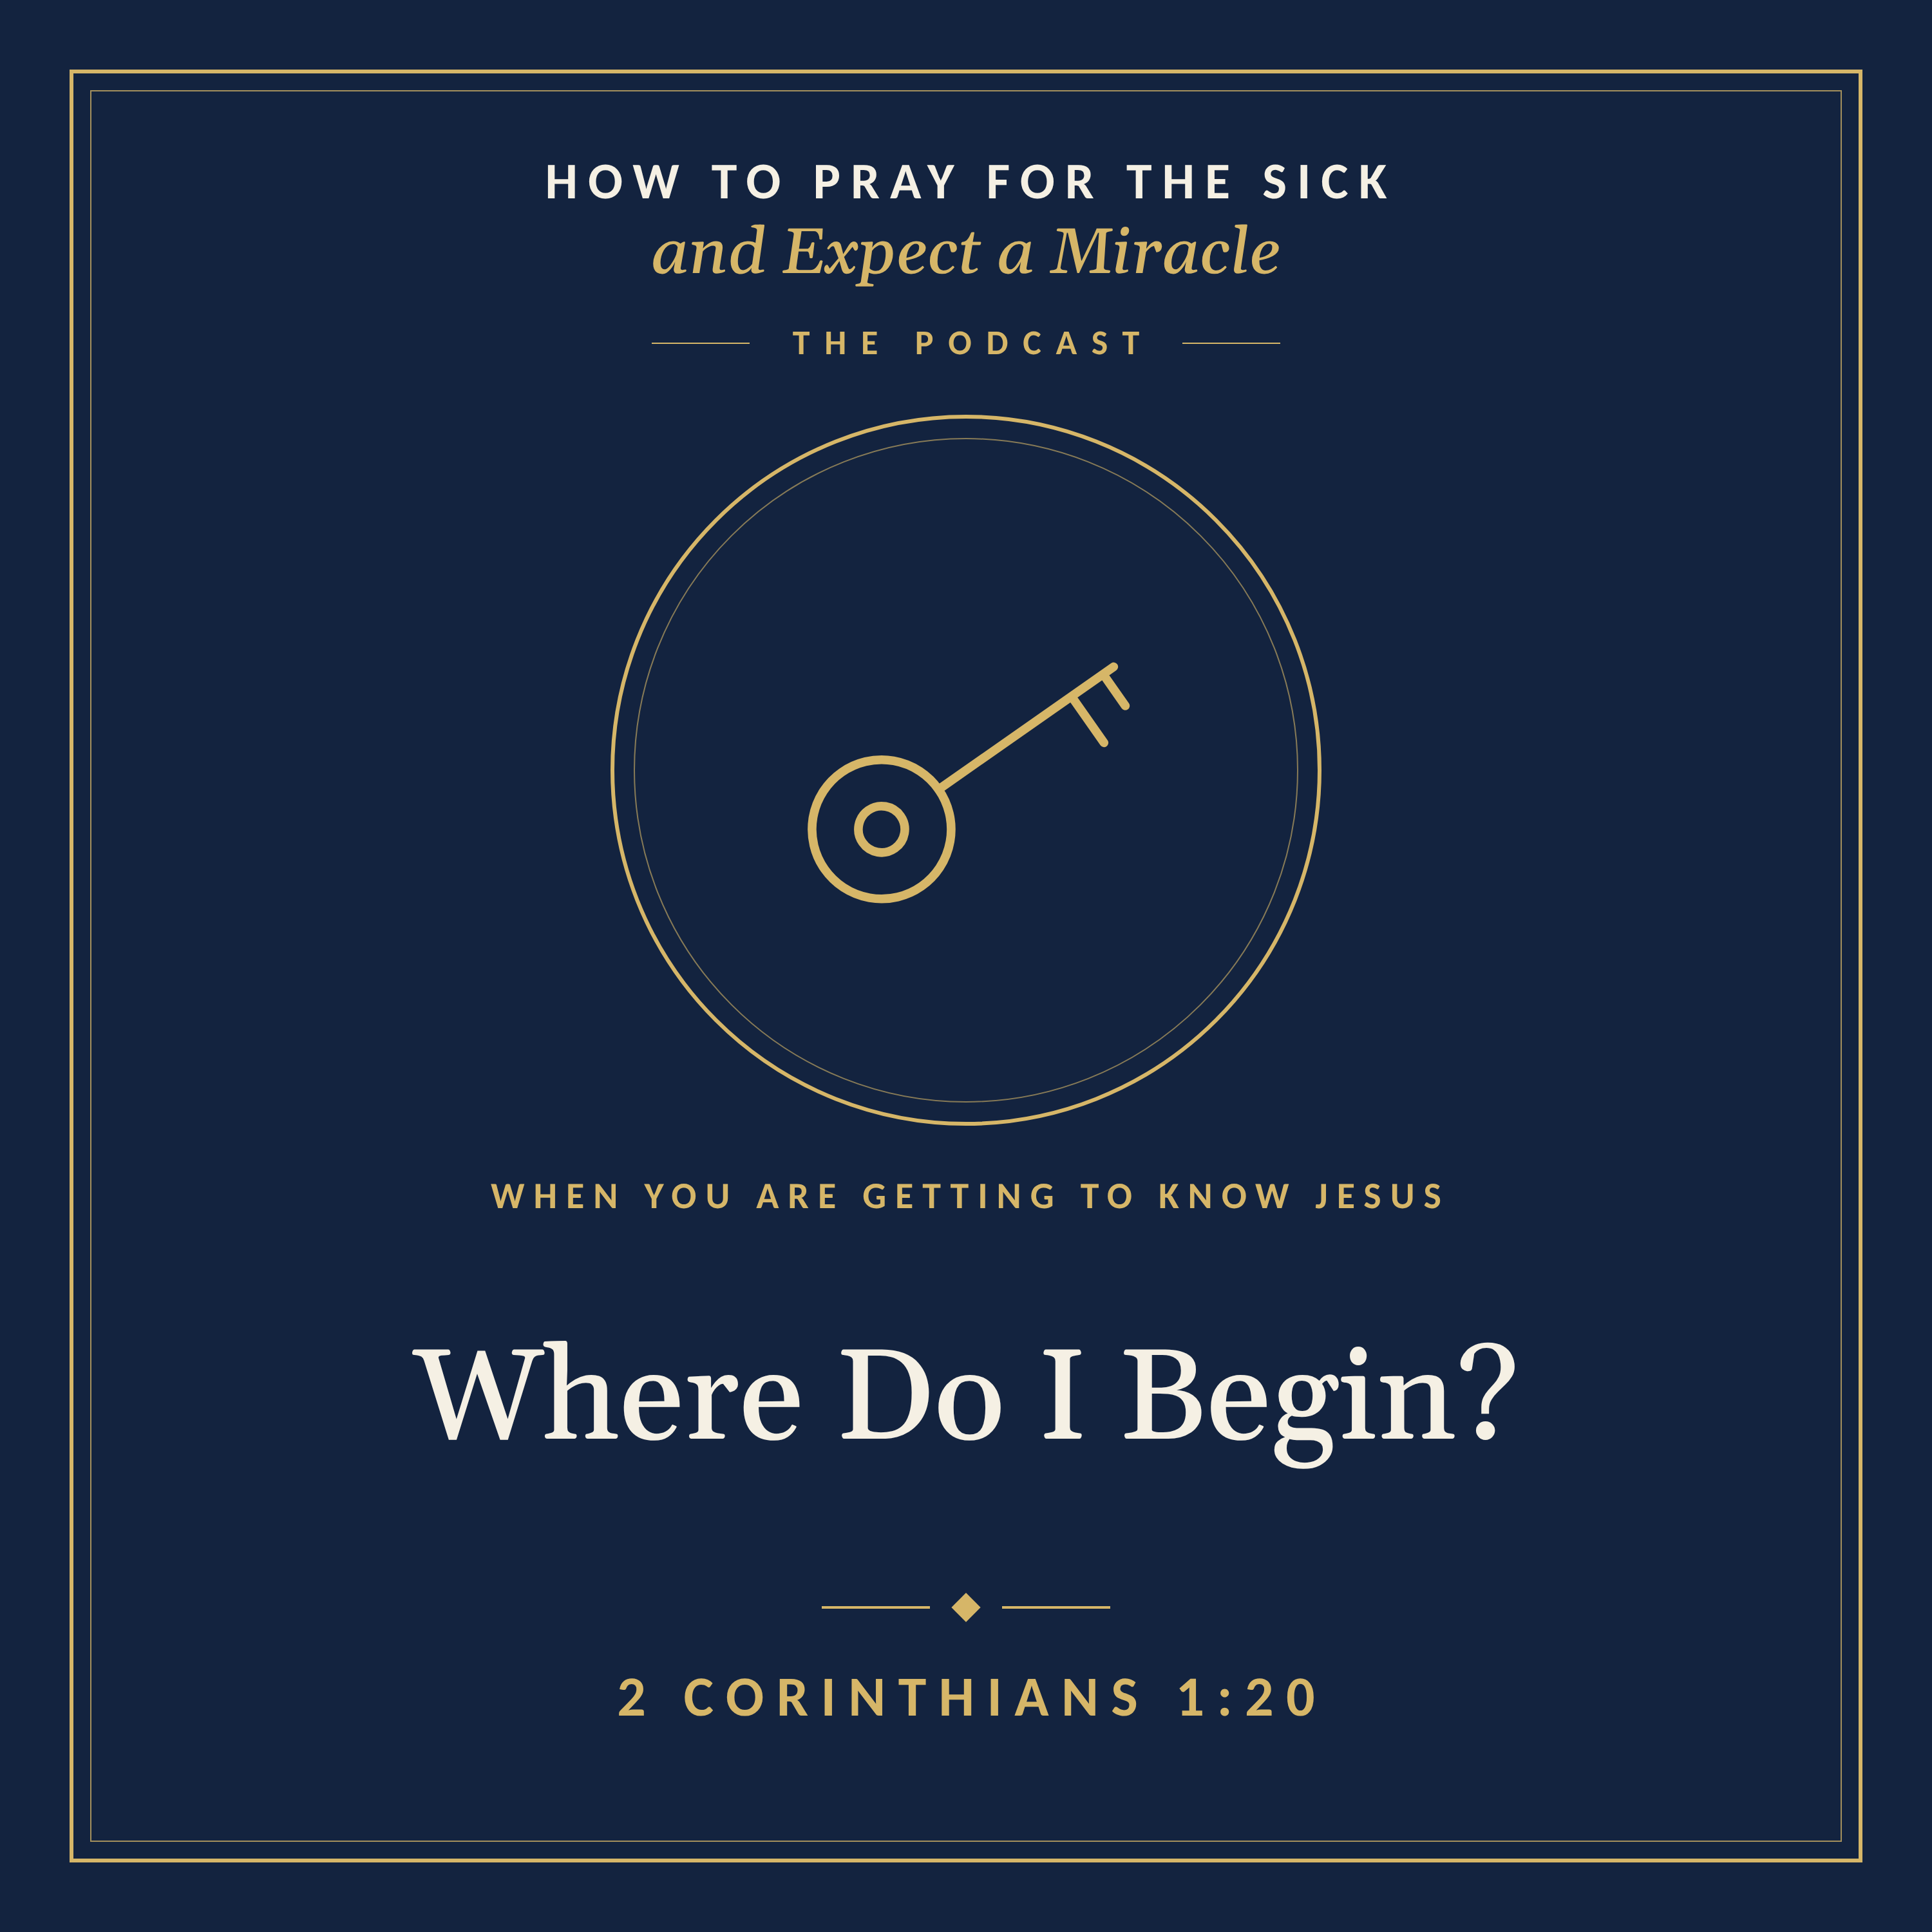 HOW TO PRAY FOR THE SICK
and Expect a Miracle
THE PODCAST
WHEN YOU ARE GETTING TO KNOW JESUS
Where Do I Begin?
2 CORINTHIANS 1:20